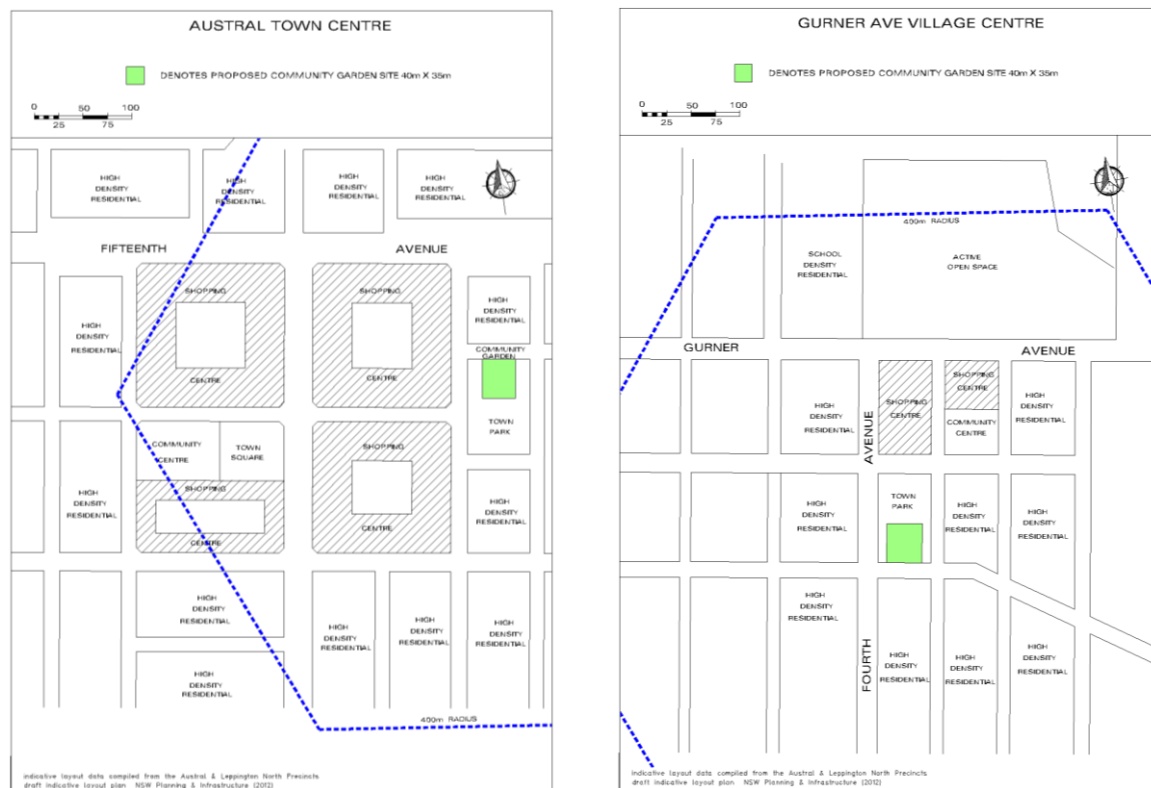 AUSTRAL TOWN CENTRE
DENOTES PROPOSED COMMUNITY GARDEN SITE 40m X 35m
0 50 100
25 75
HIGH
DENSITY
RESIDENTIAL
HIGH
DENSITY
RESIDENTIAL
HIGH
DENSITY
RESIDENTIAL
HIGH
DENSITY
RESIDENTIAL
FIFTEENTH AVENUE
HIGH
DENSITY
RESIDENTIAL
SHOPPING
CENTRE
SHOPPING
CENTRE
HIGH
DENSITY
RESIDENTIAL
COMMUNITY
GARDEN
TOWN
PARK
HIGH
DENSITY
RESIDENTIAL
COMMUNITY
CENTRE
TOWN
SQUARE
SHOPPING
CENTRE
SHOPPING
CENTRE
HIGH
DENSITY
RESIDENTIAL
HIGH
DENSITY
RESIDENTIAL
HIGH
DENSITY
RESIDENTIAL
HIGH
DENSITY
RESIDENTIAL
HIGH
DENSITY
RESIDENTIAL
HIGH
DENSITY
RESIDENTIAL
400m RADIUS
indicative layout data compiled from the Austral & Leppington North Precincts
draft indicative layout plan NSW Planning & Infrastructure (2012)
GURNER AVE VILLAGE CENTRE
DENOTES PROPOSED COMMUNITY GARDEN SITE 40m X 35m
0 50 100
25 75
400m RADIUS
SCHOOL
DENSITY
RESIDENTIAL
ACTIVE
OPEN SPACE
GURNER AVENUE
HIGH
DENSITY
RESIDENTIAL
SHOPPING
CENTRE
SHOPPING
CENTRE
COMMUNITY
CENTRE
HIGH
DENSITY
RESIDENTIAL
FOURTH AVENUE
HIGH
DENSITY
RESIDENTIAL
TOWN
PARK
HIGH
DENSITY
RESIDENTIAL
HIGH
DENSITY
RESIDENTIAL
HIGH
DENSITY
RESIDENTIAL
HIGH
DENSITY
RESIDENTIAL
HIGH
DENSITY
RESIDENTIAL
HIGH
DENSITY
RESIDENTIAL
indicative layout data compiled from the Austral & Leppington North Precincts
draft indicative layout plan NSW Planning & Infrastructure (2012)